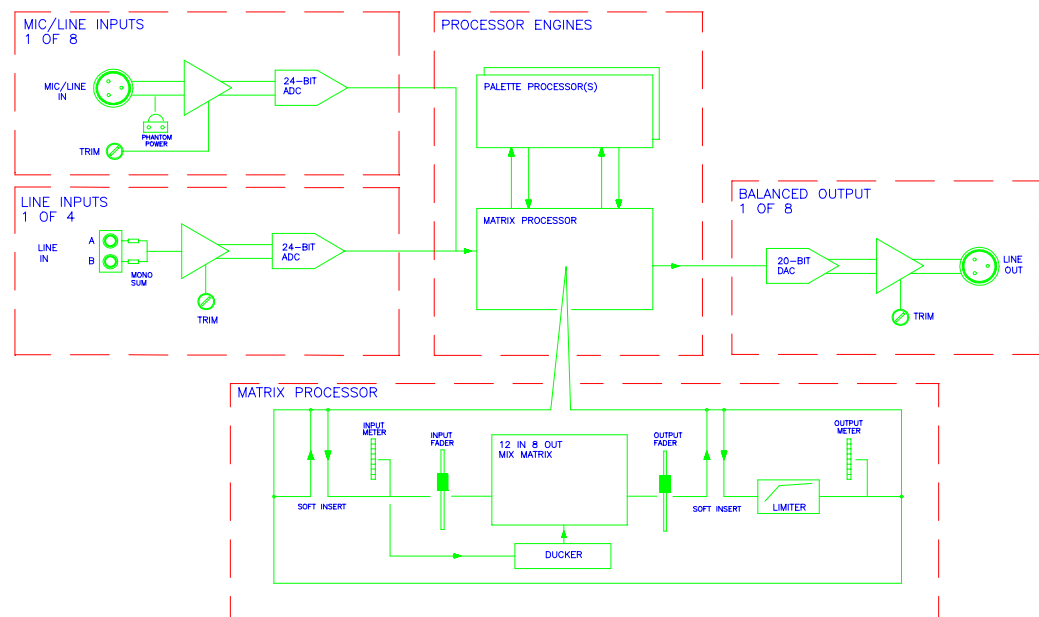 MIC/LINE INPUTS
1 OF 8
MIC/LINE
IN
24-BIT
ADC
PHANTOM
POWER
TRIM
LINE INPUTS
1 OF 4
LINE
IN
A
B
MONO
SUM
24-BIT
ADC
TRIM
PROCESSOR ENGINES
PALETTE PROCESSOR(S)
MATRIX PROCESSOR
BALANCED OUTPUT
1 OF 8
20-BIT
DAC
LINE
OUT
TRIM
MATRIX PROCESSOR
SOFT INSERT
INPUT
METER
INPUT
FADER
12 IN 8 OUT
MIX MATRIX
DUCKER
OUTPUT
FADER
SOFT INSERT
LIMITER
OUTPUT
METER